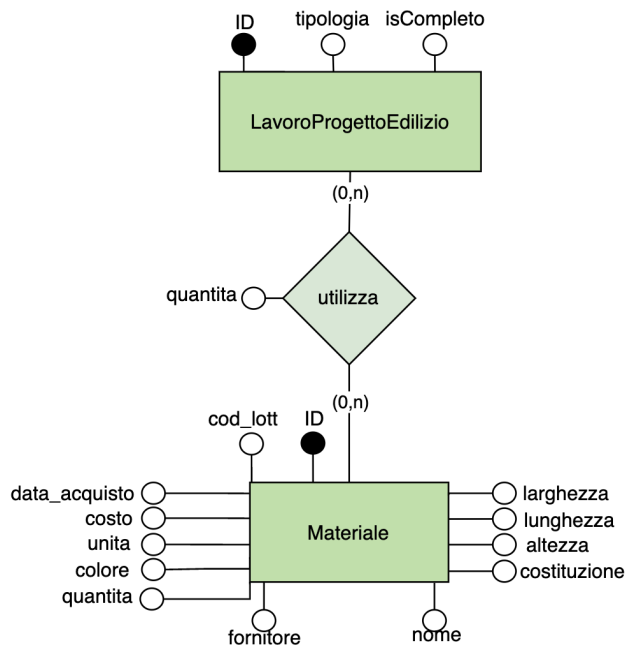 ID
tipologia
isCompleto
LavoroProgettoEdilizio
(0,n)
quantita
utilizza
(0,n)
cod_lott
ID
data_acquisto
larghezza
costo
lunghezza
Materiale
unita
altezza
colore
costituzione
quantita
fornitore
nome